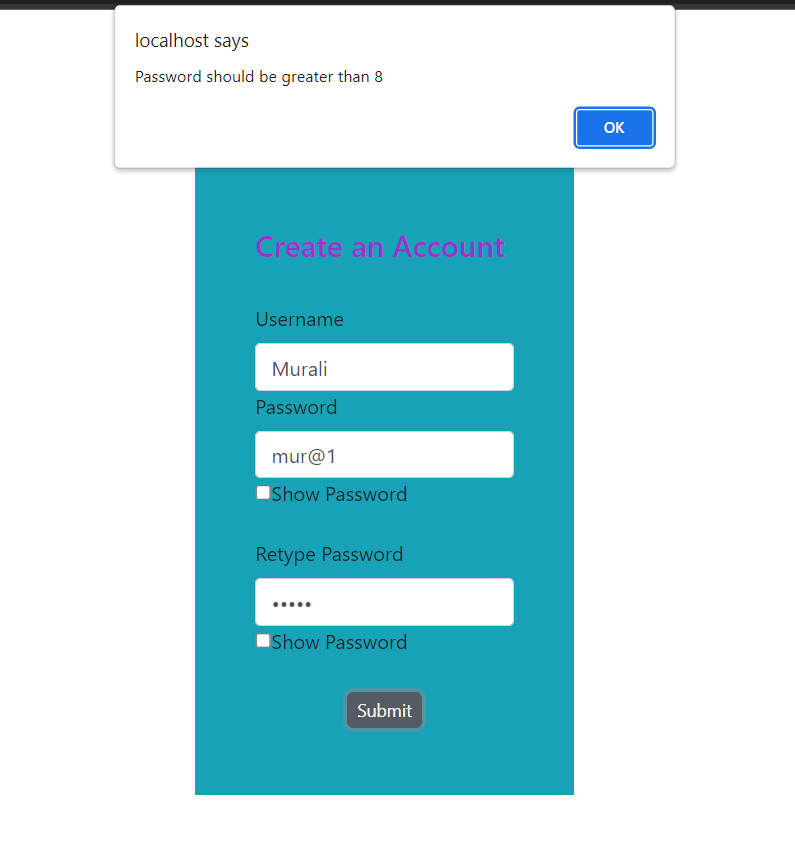 localhost says
Password should be greater than 8
OK
Create an Account
Username
Murali
Password
mur@1
Show Password
Retype Password
•••••
Show Password
Submit